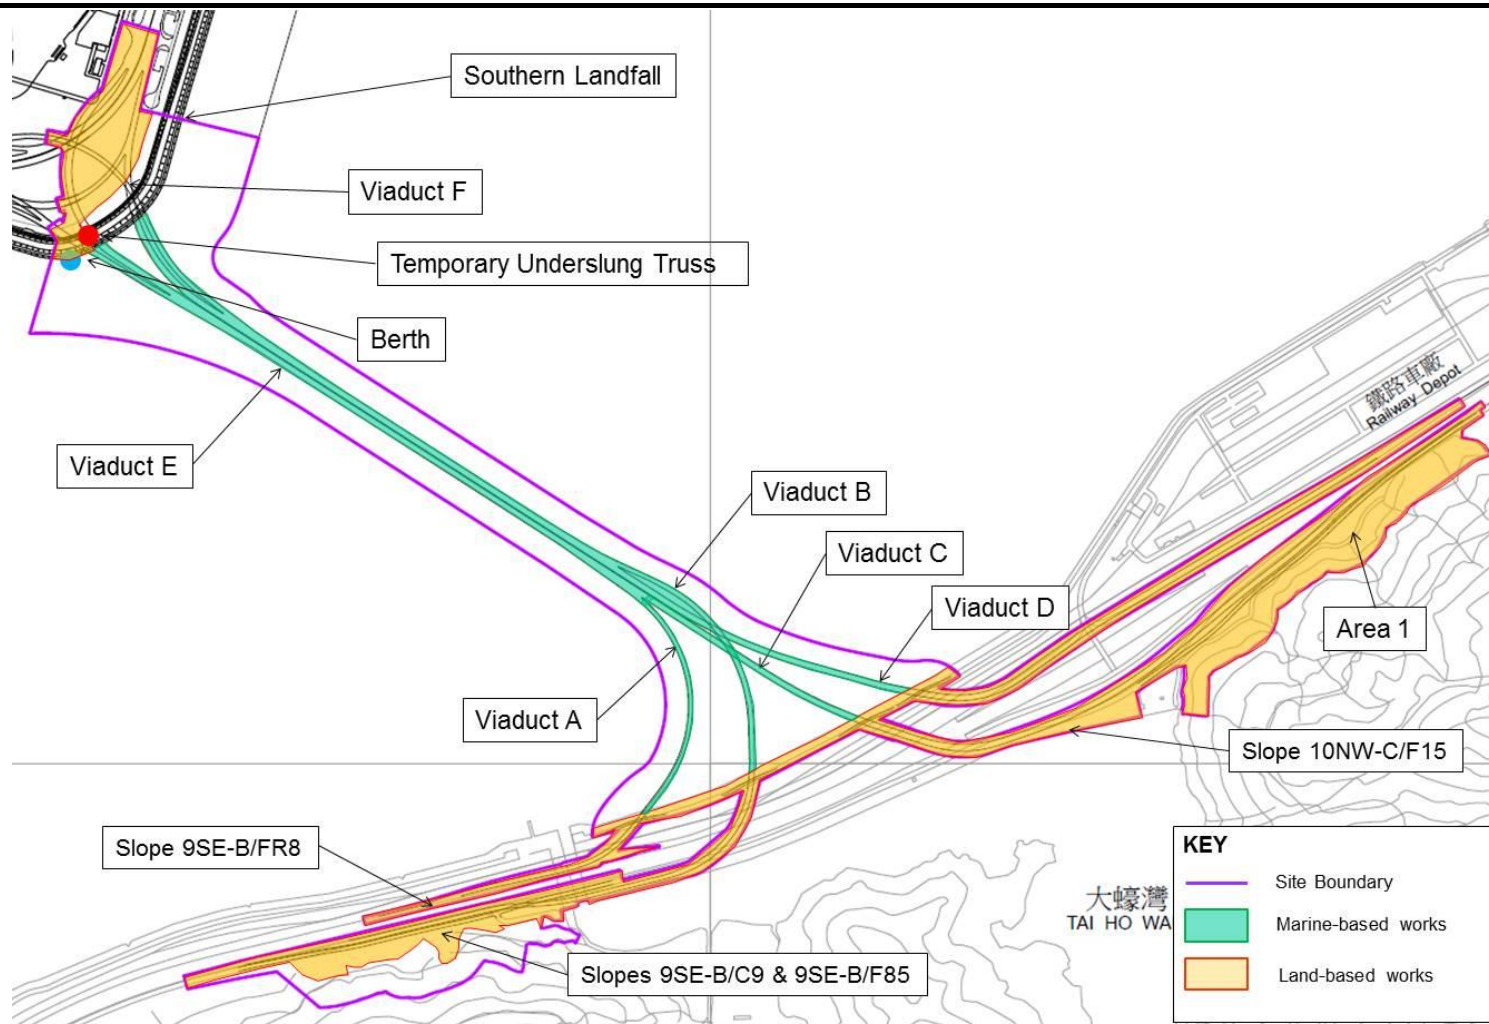 Southern Landfall
Viaduct F
Temporary Underslung Truss
Berth
鐵路車廠
Railway Depot
Viaduct E
Viaduct B
Viaduct C
Viaduct D
Area 1
Viaduct A
Slope 10NW-C/F15
Slope 9SE-B/FR8
KEY
Site Boundary
大蠔灣
TAI HO WA
Marine-based works
Slopes 9SE-B/C9 & 9SE-B/F85
Land-based works